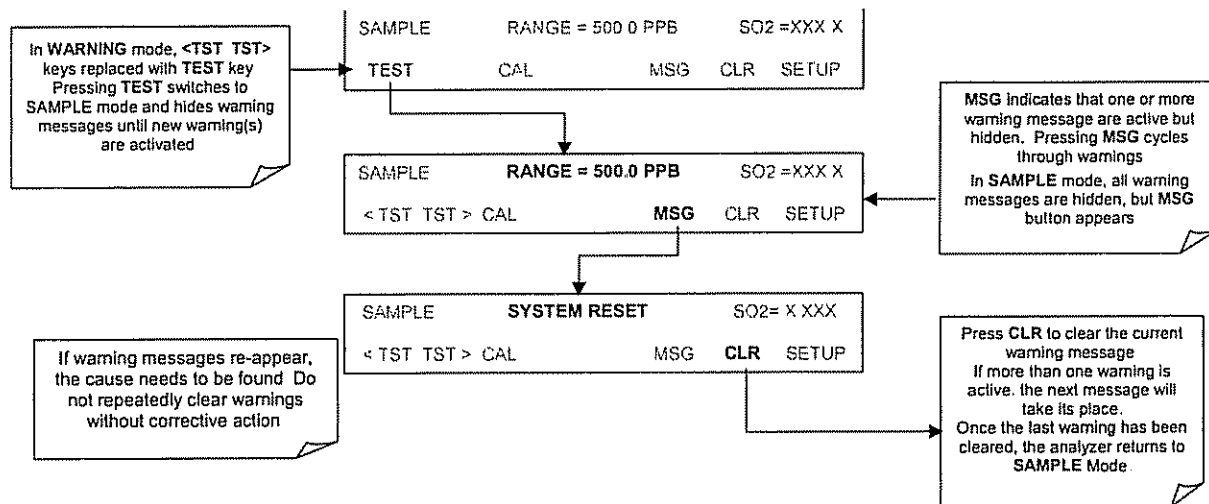 In WARNING mode, <TST TST>
keys replaced with TEST key
Pressing TEST switches to
SAMPLE mode and hides warning
messages until new warning(s)
are activated
SAMPLE RANGE = 500 0 PPB SO2 =XXX X
TEST CAL MSG CLR SETUP
MSG indicates that one or more
warning message are active but
hidden. Pressing MSG cycles
through warnings
In SAMPLE mode, all warning
messages are hidden, but MSG
button appears
SAMPLE RANGE = 500.0 PPB SO2 =XXX X
< TST TST > CAL MSG CLR SETUP
SAMPLE SYSTEM RESET SO2= X XXX
< TST TST > CAL MSG CLR SETUP
If warning messages re-appear,
the cause needs to be found Do
not repeatedly clear warnings
without corrective action
Press CLR to clear the current
warning message
If more than one warning is
active. the next message will
take its place.
Once the last warning has been
cleared, the analyzer returns to
SAMPLE Mode